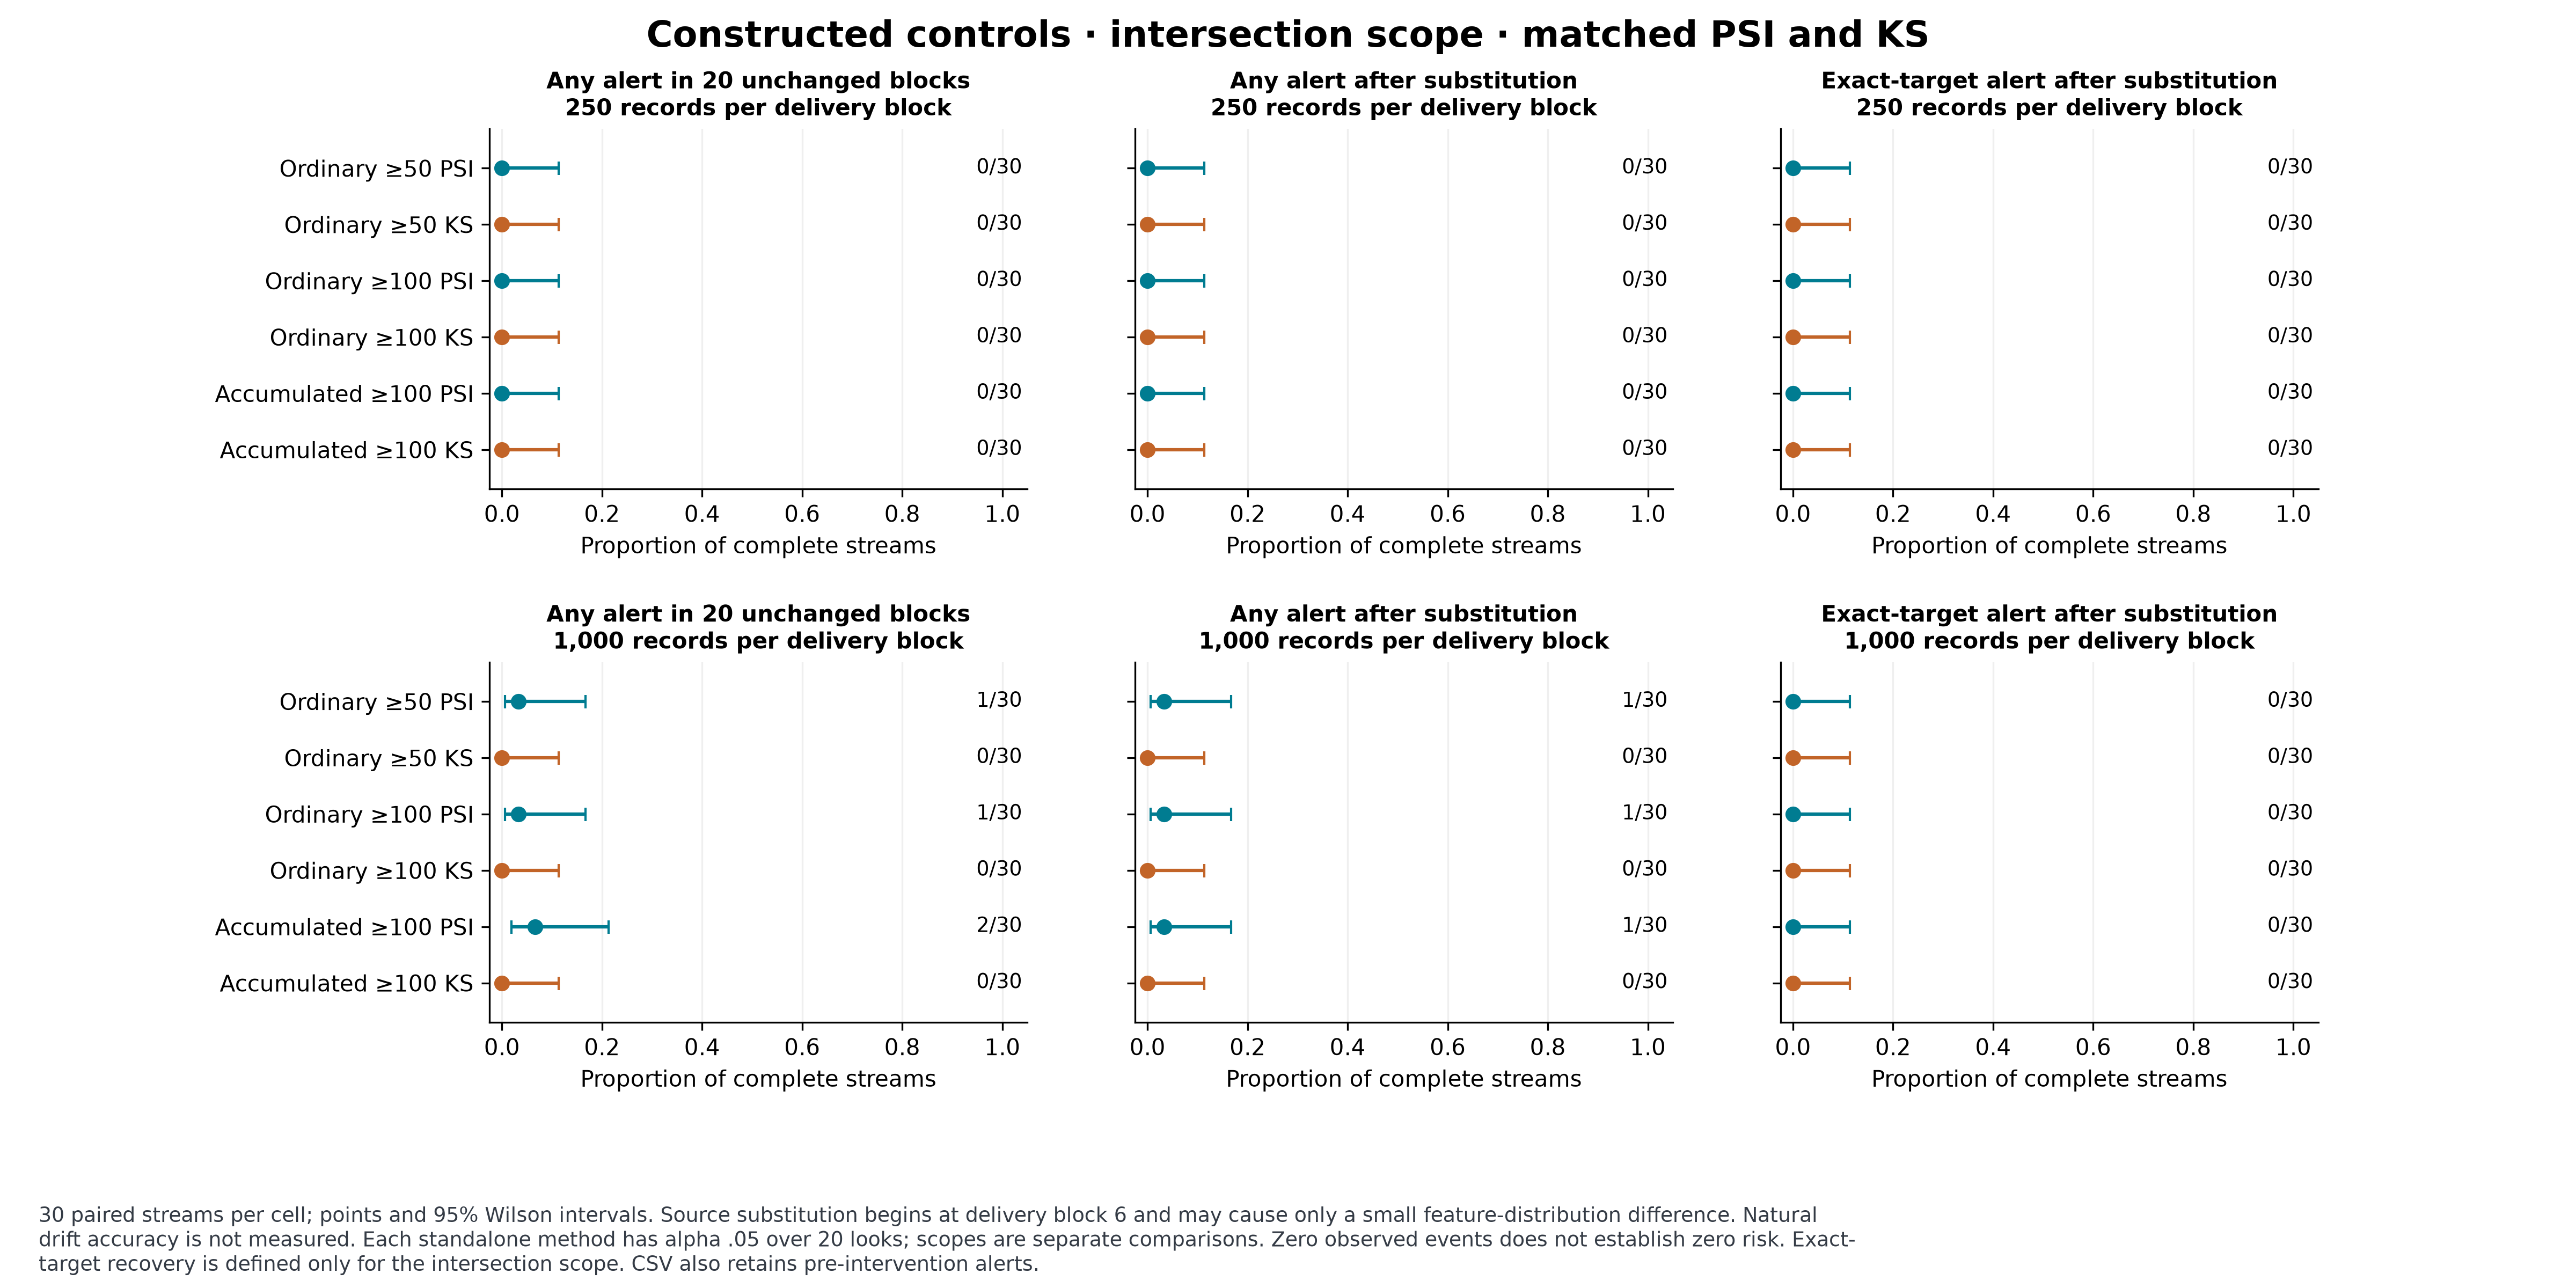 Constructed controls · intersection scope · matched PSI and KS
Any alert in 20 unchanged blocks
250 records per delivery block
Ordinary ≥50 PSI
0/30
Ordinary ≥50 KS
0/30
Ordinary ≥100 PSI
0/30
Ordinary ≥100 KS
0/30
Accumulated ≥100 PSI
0/30
Accumulated ≥100 KS
0/30
0.0 0.2 0.4 0.6 0.8 1.0
Proportion of complete streams
Any alert after substitution
250 records per delivery block
0/30
0/30
0/30
0/30
0/30
0/30
0.0 0.2 0.4 0.6 0.8 1.0
Proportion of complete streams
Exact-target alert after substitution
250 records per delivery block
0/30
0/30
0/30
0/30
0/30
0/30
0.0 0.2 0.4 0.6 0.8 1.0
Proportion of complete streams
Any alert in 20 unchanged blocks
1,000 records per delivery block
Ordinary ≥50 PSI
1/30
Ordinary ≥50 KS
0/30
Ordinary ≥100 PSI
1/30
Ordinary ≥100 KS
0/30
Accumulated ≥100 PSI
2/30
Accumulated ≥100 KS
0/30
0.0 0.2 0.4 0.6 0.8 1.0
Proportion of complete streams
Any alert after substitution
1,000 records per delivery block
1/30
0/30
1/30
0/30
1/30
0/30
0.0 0.2 0.4 0.6 0.8 1.0
Proportion of complete streams
Exact-target alert after substitution
1,000 records per delivery block
0/30
0/30
0/30
0/30
0/30
0/30
0.0 0.2 0.4 0.6 0.8 1.0
Proportion of complete streams
30 paired streams per cell; points and 95% Wilson intervals. Source substitution begins at delivery block 6 and may cause only a small feature-distribution difference. Natural
drift accuracy is not measured. Each standalone method has alpha .05 over 20 looks; scopes are separate comparisons. Zero observed events does not establish zero risk. Exact-
target recovery is defined only for the intersection scope. CSV also retains pre-intervention alerts.